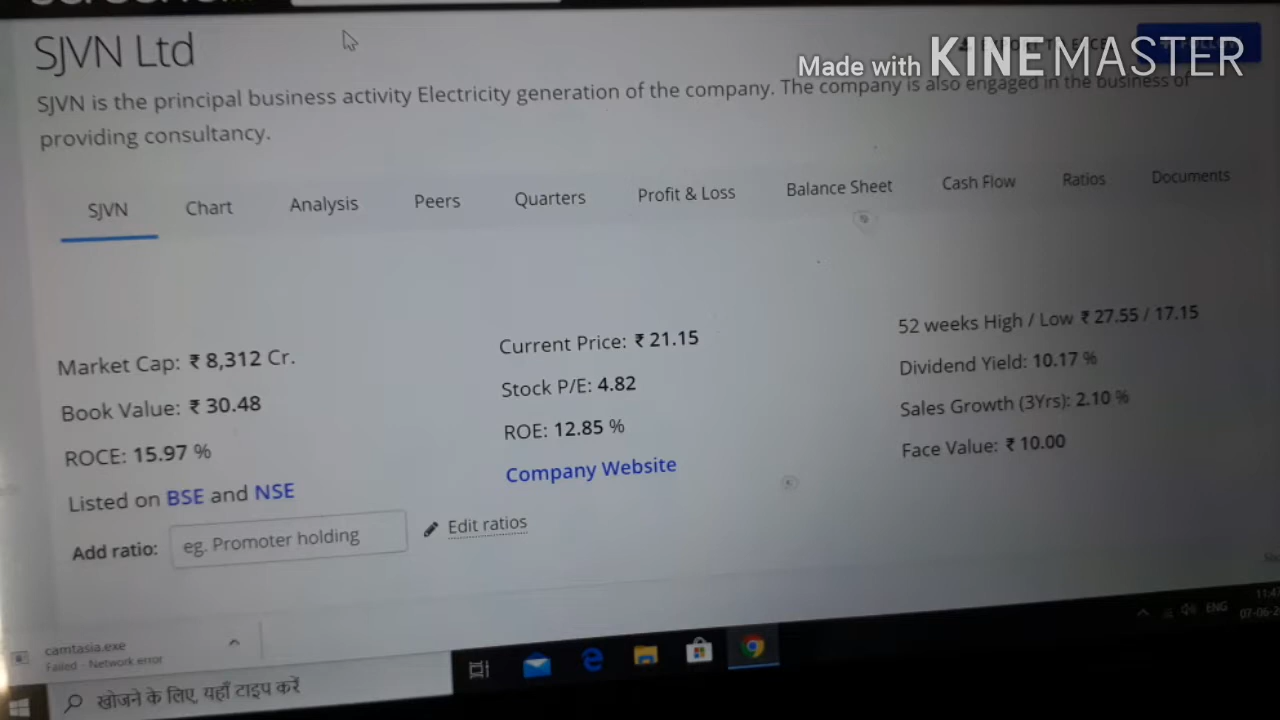 SJVN Ltd
Made with KINEMASTER
SJVN is the principal business activity Electricity generation of the company. The company is also engaged in the business of
providing consultancy.
SJVN Chart Analysis Peers Quarters Profit & Loss Balance Sheet Cash Flow Ratios Documents
Market Cap: ₹ 8,312 Cr. Current Price: ₹ 21.15 52 weeks High / Low ₹ 27.55 / 17.15
Book Value: ₹ 30.48 Stock P/E: 4.82 Dividend Yield: 10.17 %
ROCE: 15.97 % ROE: 12.85 % Sales Growth (3Yrs): 2.10 %
Listed on BSE and NSE Company Website Face Value: ₹ 10.00
Add ratio: eg. Promoter holding Edit ratios
camtasia.exe
Failed - Network error
खोजने के लिए, यहाँ टाइप करें
ENG